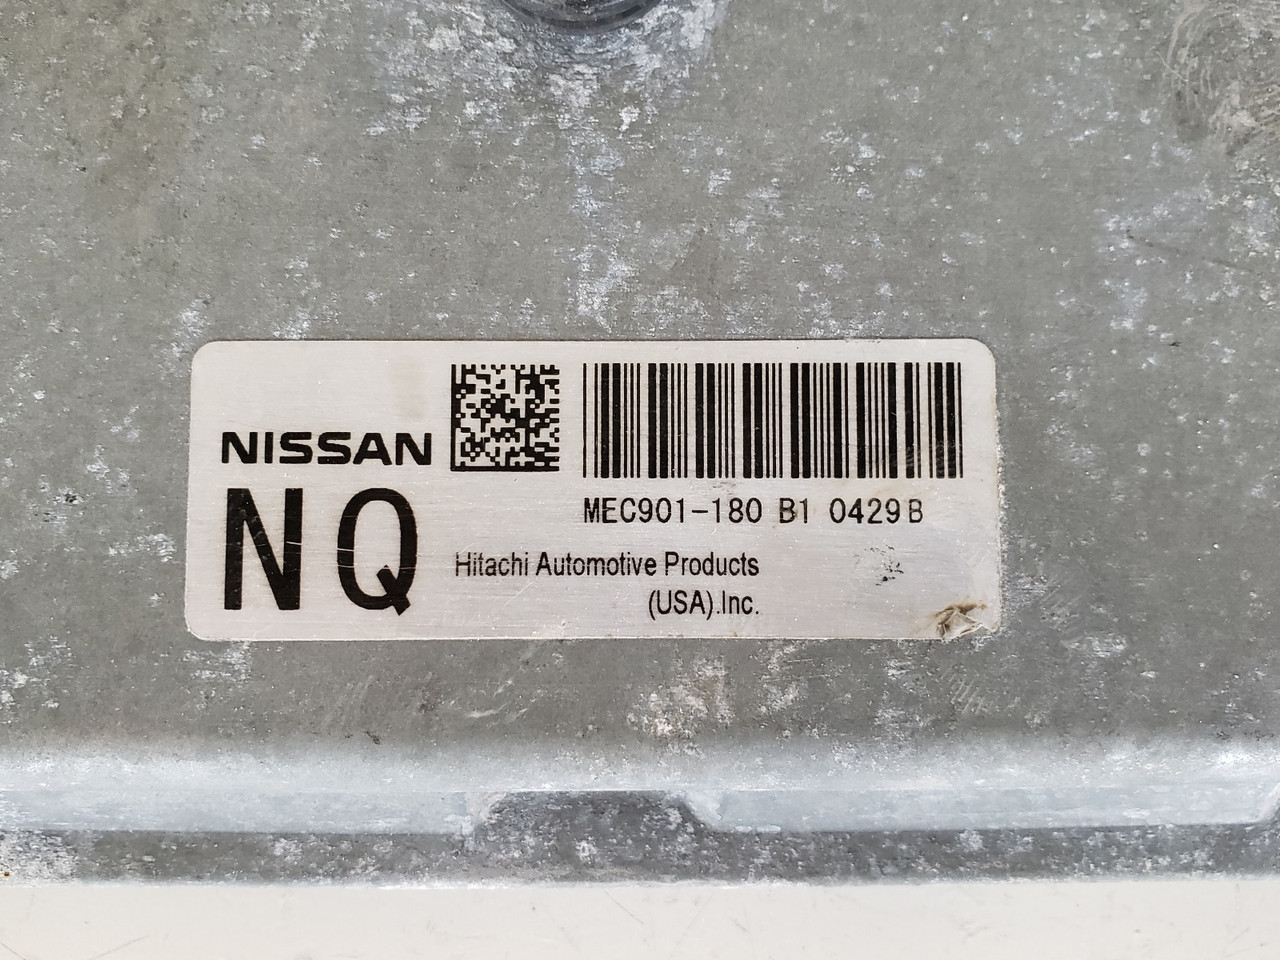 NISSAN
NQ
MEC901-180 B1 0429B
Hitachi Automotive Products
(USA).Inc.